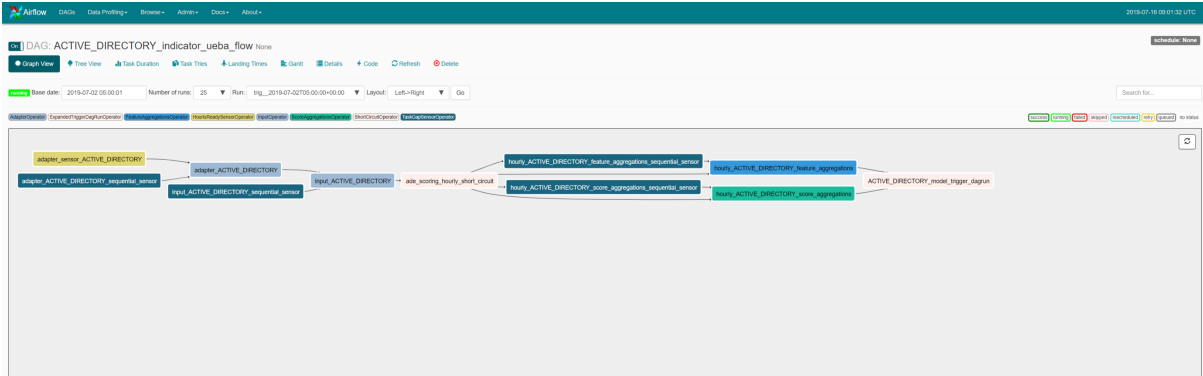 Airflow DAGs Data Profiling Browse Admin Docs About 2019-07-16 09:01:32 UTC
On DAG: ACTIVE_DIRECTORY_indicator_ueba_flow None schedule: None
Graph View Tree View Task Duration Task Tries Landing Times Gantt Details Code Refresh Delete
running Base date: 2019-07-02 05:00:01 Number of runs: 25 Run: trig__2019-07-02T05:00:00+00:00 Layout: Left->Right Go Search for...
AdapterOperator ExpandedTriggerDagRunOperator FeatureAggregationsOperator HourIsReadySensorOperator InputOperator ScoreAggregationsOperator ShortCircuitOperator TaskGapSensorOperator success running failed skipped rescheduled retry queued no status
adapter_sensor_ACTIVE_DIRECTORY
adapter_ACTIVE_DIRECTORY_sequential_sensor
adapter_ACTIVE_DIRECTORY
input_ACTIVE_DIRECTORY_sequential_sensor
input_ACTIVE_DIRECTORY
ade_scoring_hourly_short_circuit
hourly_ACTIVE_DIRECTORY_feature_aggregations_sequential_sensor
hourly_ACTIVE_DIRECTORY_score_aggregations_sequential_sensor
hourly_ACTIVE_DIRECTORY_feature_aggregations
hourly_ACTIVE_DIRECTORY_score_aggregations
ACTIVE_DIRECTORY_model_trigger_dagrun